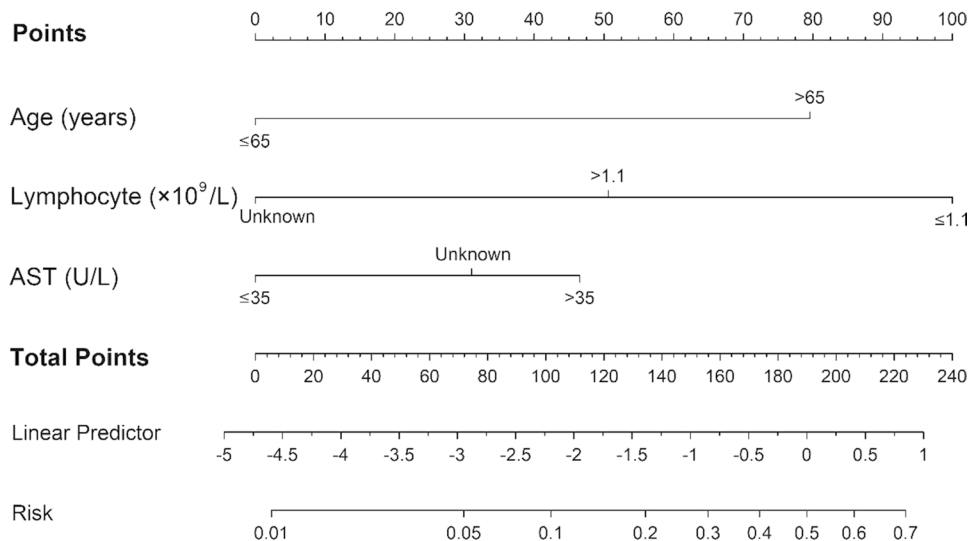 Points 0 10 20 30 40 50 60 70 80 90 100
>65
Age (years)
≤65
>1.1
Lymphocyte (×10⁹/L)
Unknown ≤1.1
Unknown
AST (U/L)
≤35 >35
Total Points
0 20 40 60 80 100 120 140 160 180 200 220 240
Linear Predictor
-5 -4.5 -4 -3.5 -3 -2.5 -2 -1.5 -1 -0.5 0 0.5 1
Risk
0.01 0.05 0.1 0.2 0.3 0.4 0.5 0.6 0.7